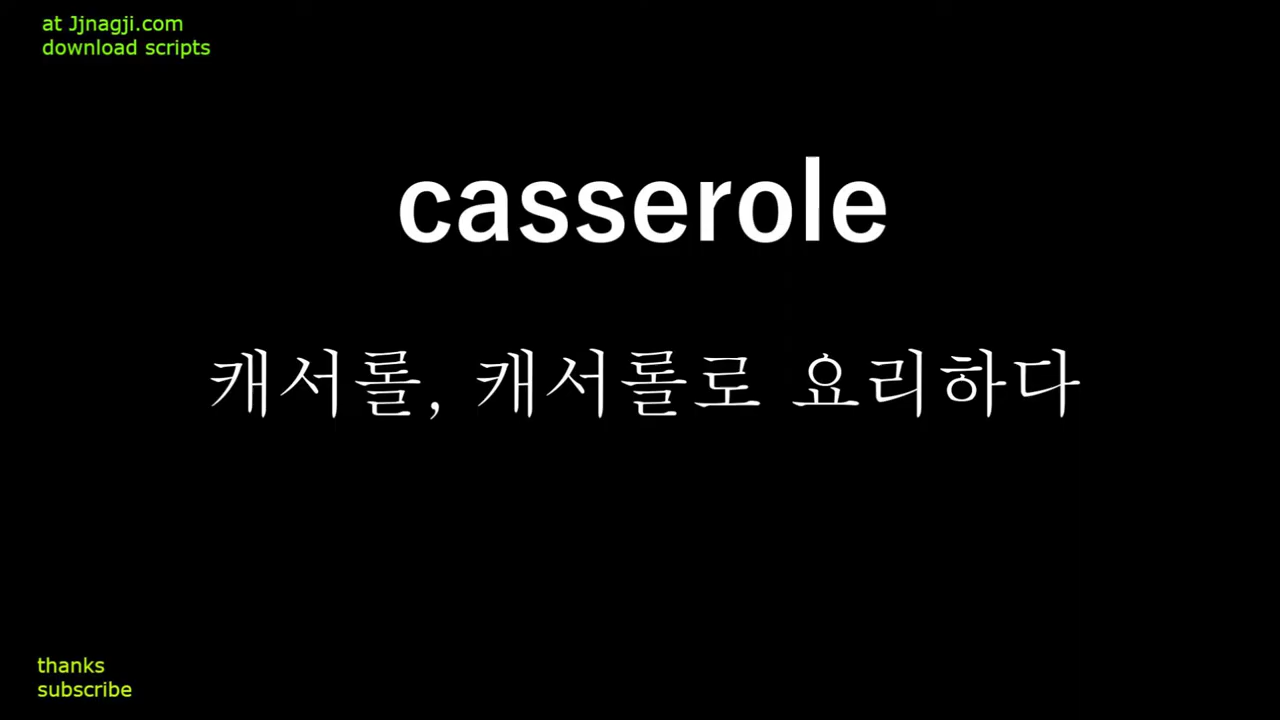 at Jjnagji.com
download scripts
casserole
캐서롤, 캐서롤로 요리하다
thanks
subscribe